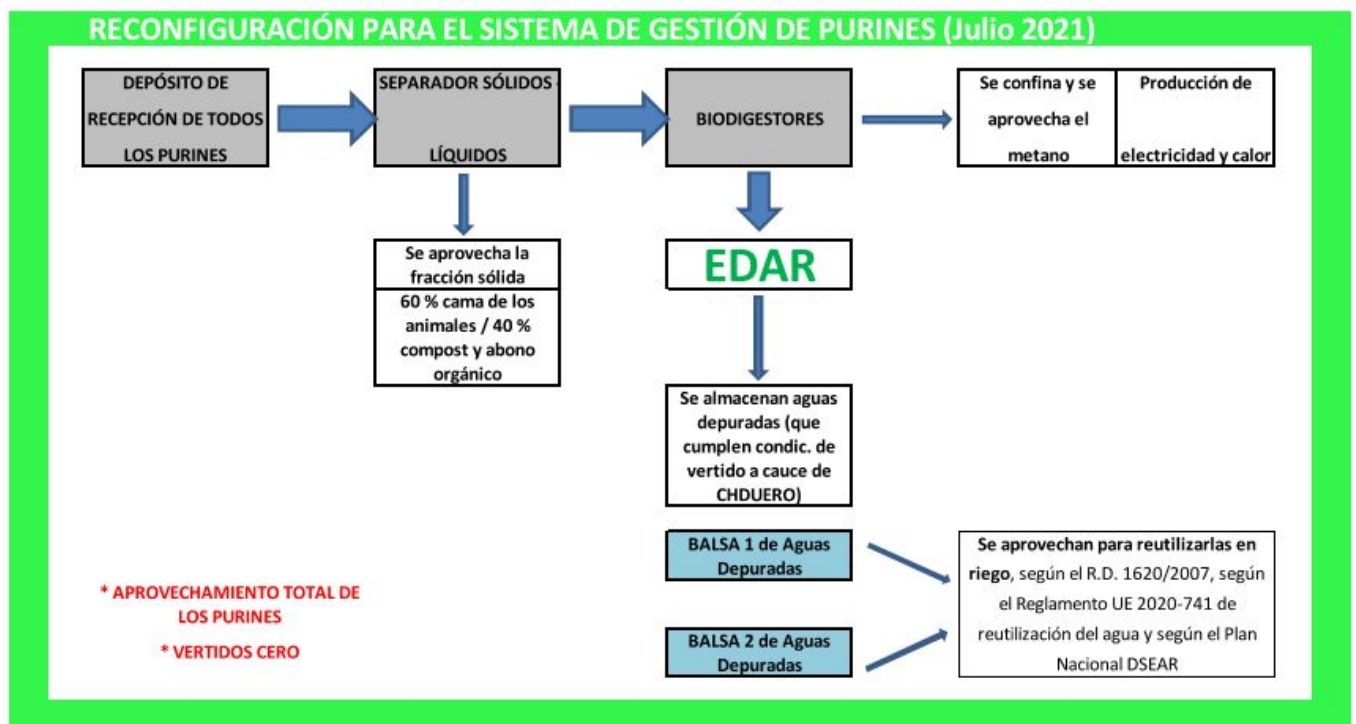 RECONFIGURACIÓN PARA EL SISTEMA DE GESTIÓN DE PURINES (Julio 2021)
DEPÓSITO DE
RECEPCIÓN DE TODOS
LOS PURINES
SEPARADOR SÓLIDOS -
LÍQUIDOS
BIODIGESTORES
Se confina y se
aprovecha el
metano
Producción de
electricidad y calor
Se aprovecha la
fracción sólida
60 % cama de los
animales / 40 %
compost y abono
orgánico
EDAR
Se almacenan aguas
depuradas (que
cumplen condic. de
vertido a cauce de
CHDUERO)
BALSA 1 de Aguas
Depuradas
BALSA 2 de Aguas
Depuradas
Se aprovechan para reutilizarlas en
riego, según el R.D. 1620/2007, según
el Reglamento UE 2020-741 de
reutilización del agua y según el Plan
Nacional DSEAR
* APROVECHAMIENTO TOTAL DE
LOS PURINES
* VERTIDOS CERO